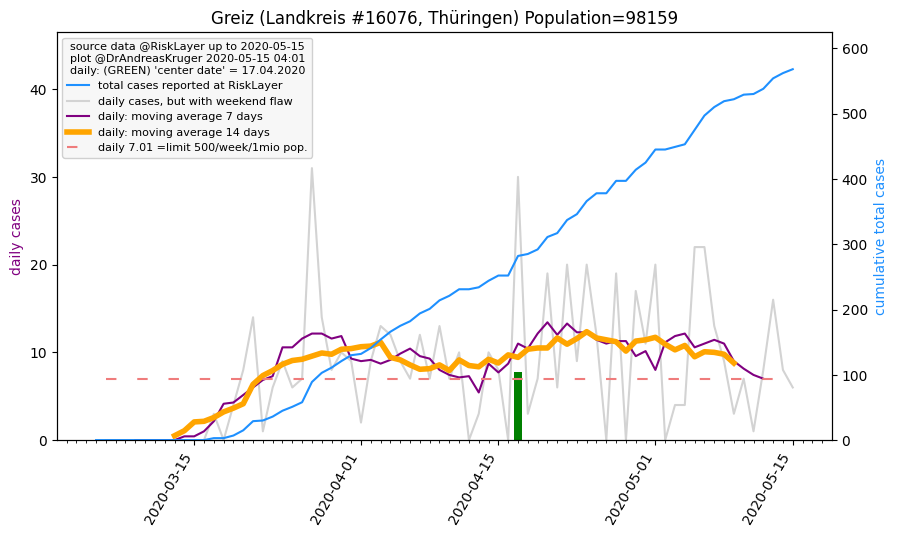 Greiz (Landkreis #16076, Thüringen) Population=98159
source data @RiskLayer up to 2020-05-15
plot @DrAndreasKruger 2020-05-15 04:01
daily: (GREEN) 'center date' = 17.04.2020
total cases reported at RiskLayer
daily cases, but with weekend flaw
daily: moving average 7 days
daily: moving average 14 days
daily 7.01 =limit 500/week/1mio pop.
daily cases
40
30
20
10
0
cumulative total cases
600
500
400
300
200
100
0
2020-03-15
2020-04-01
2020-04-15
2020-05-01
2020-05-15